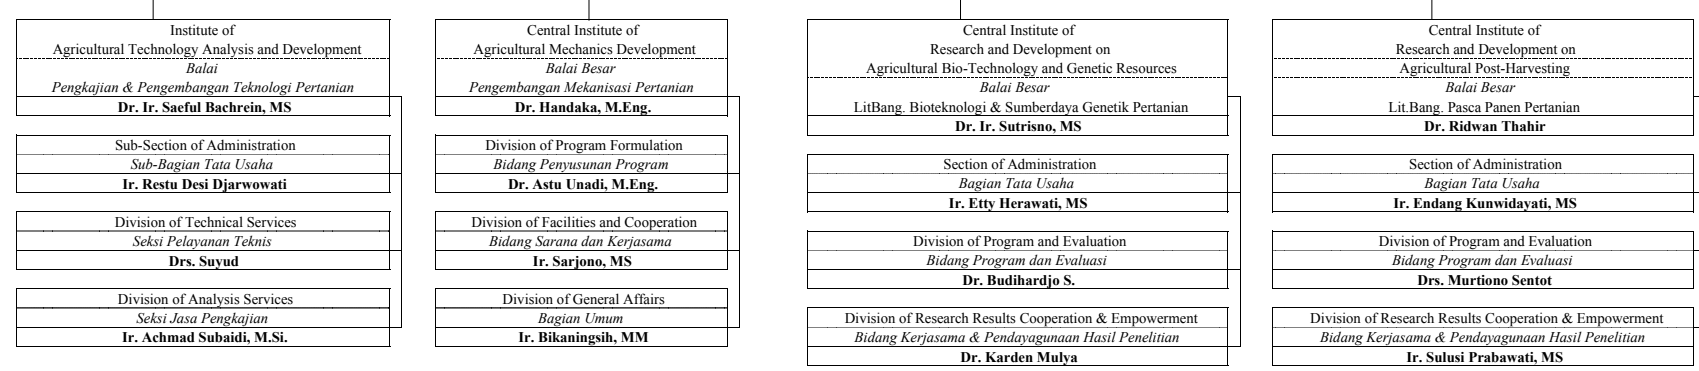 Institute of
Agricultural Technology Analysis and Development
Balai
Pengkajian & Pengembangan Teknologi Pertanian
Dr. Ir. Saeful Bachrein, MS
Sub-Section of Administration
Sub-Bagian Tata Usaha
Ir. Restu Desi Djarwowati
Division of Technical Services
Seksi Pelayanan Teknis
Drs. Suyud
Division of Analysis Services
Seksi Jasa Pengkajian
Ir. Achmad Subaidi, M.Si.
Central Institute of
Agricultural Mechanics Development
Balai Besar
Pengembangan Mekanisasi Pertanian
Dr. Handaka, M.Eng.
Division of Program Formulation
Bidang Penyusunan Program
Dr. Astu Unadi, M.Eng.
Division of Facilities and Cooperation
Bidang Sarana dan Kerjasama
Ir. Sarjono, MS
Division of General Affairs
Bagian Umum
Ir. Bikaningsih, MM
Central Institute of
Research and Development on
Agricultural Bio-Technology and Genetic Resources
Balai Besar
LitBang. Bioteknologi & Sumberdaya Genetik Pertanian
Dr. Ir. Sutrisno, MS
Section of Administration
Bagian Tata Usaha
Ir. Etty Herawati, MS
Division of Program and Evaluation
Bidang Program dan Evaluasi
Dr. Budihardjo S.
Division of Research Results Cooperation & Empowerment
Bidang Kerjasama & Pendayagunaan Hasil Penelitian
Dr. Karden Mulya
Central Institute of
Research and Development on
Agricultural Post-Harvesting
Balai Besar
Lit.Bang. Pasca Panen Pertanian
Dr. Ridwan Thahir
Section of Administration
Bagian Tata Usaha
Ir. Endang Kunwidayati, MS
Division of Program and Evaluation
Bidang Program dan Evaluasi
Drs. Murtiono Sentot
Division of Research Results Cooperation & Empowerment
Bidang Kerjasama & Pendayagunaan Hasil Penelitian
Ir. Sulusi Prabawati, MS